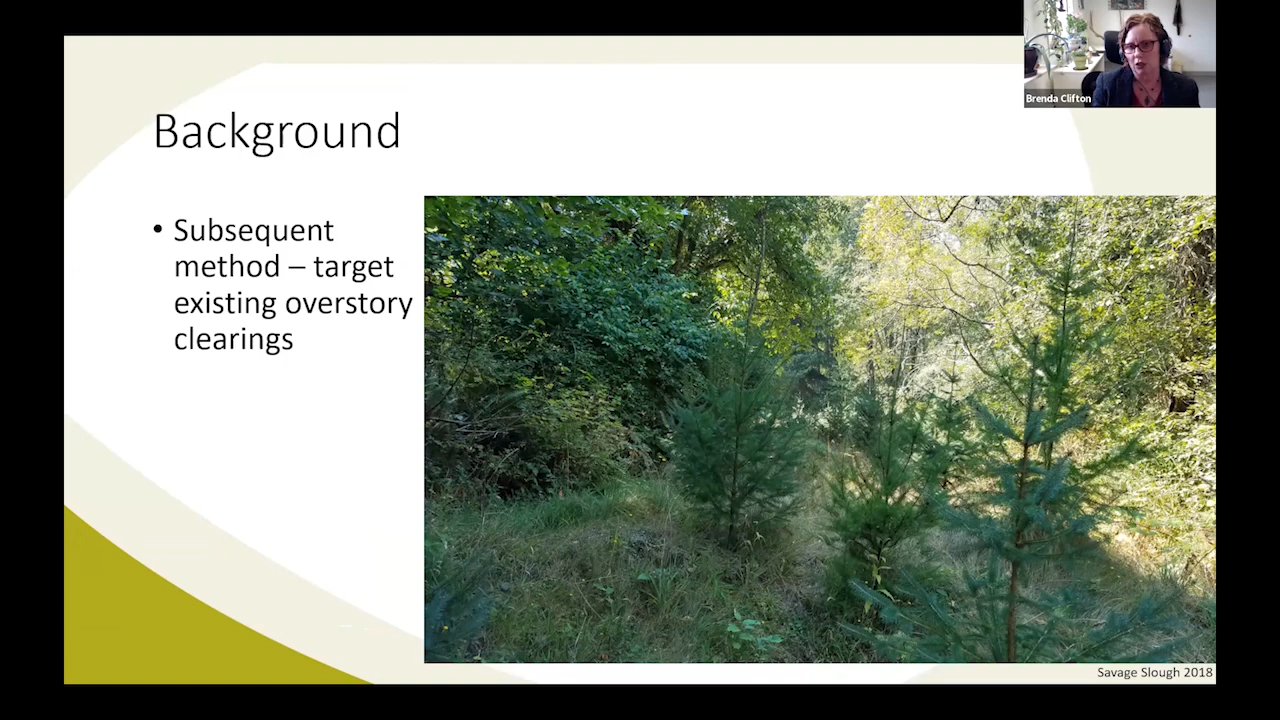 Brenda Clifton
Background
• Subsequent
method – target
existing overstory
clearings
Savage Slough 2018